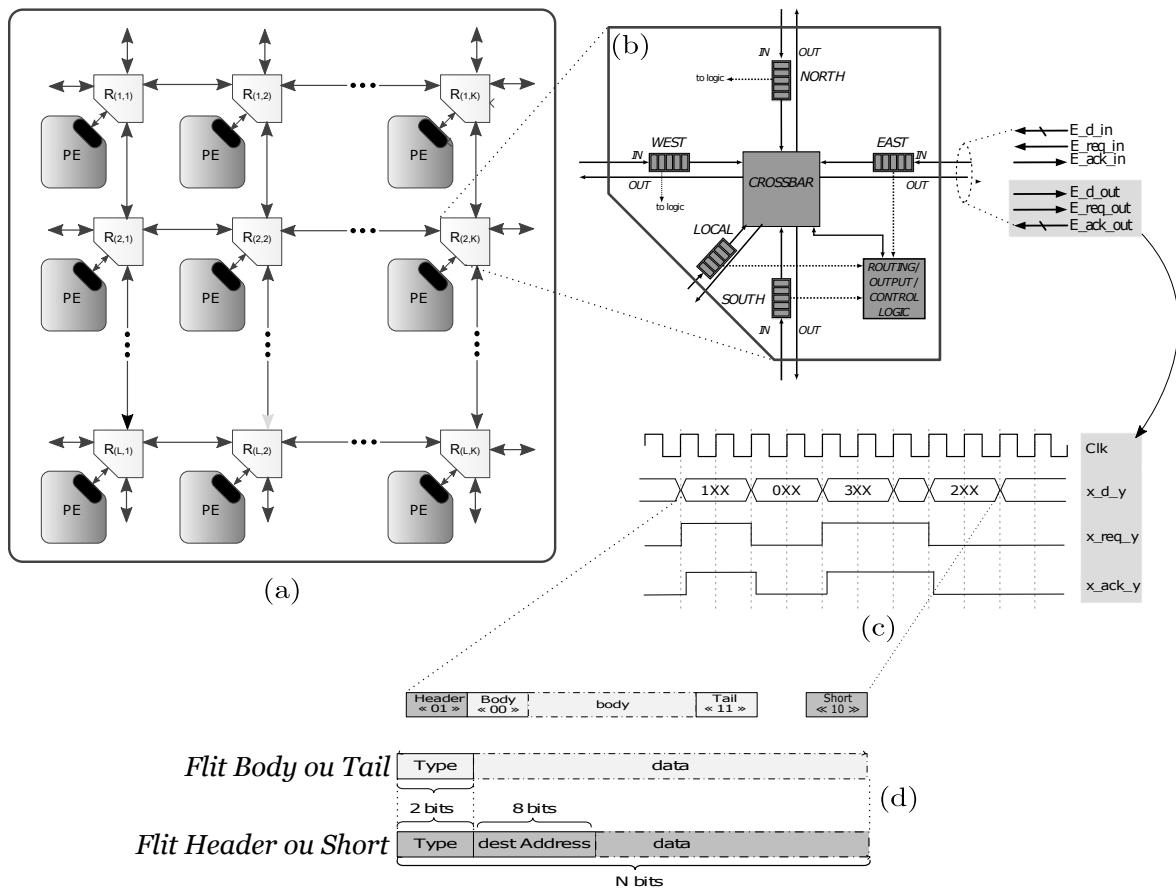 R(1,1)
R(1,2)
R(1,K)
PE
PE
PE
R(2,1)
R(2,2)
R(2,K)
PE
PE
PE
R(L,1)
R(L,2)
R(L,K)
PE
PE
PE
(a)
(b)
IN
OUT
to logic
NORTH
WEST
IN
OUT
to logic
CROSSBAR
EAST
IN
OUT
LOCAL
SOUTH
IN
OUT
ROUTING/
OUTPUT/
CONTROL
LOGIC
E_d_in
E_req_in
E_ack_in
E_d_out
E_req_out
E_ack_out
Clk
1XX
0XX
3XX
2XX
x_d_y
x_req_y
x_ack_y
(c)
Header
« 01 »
Body
« 00 »
body
Tail
« 11 »
Short
« 10 »
Flit Body ou Tail
Type
data
2 bits
8 bits
(d)
Flit Header ou Short
Type
dest Address
data
N bits